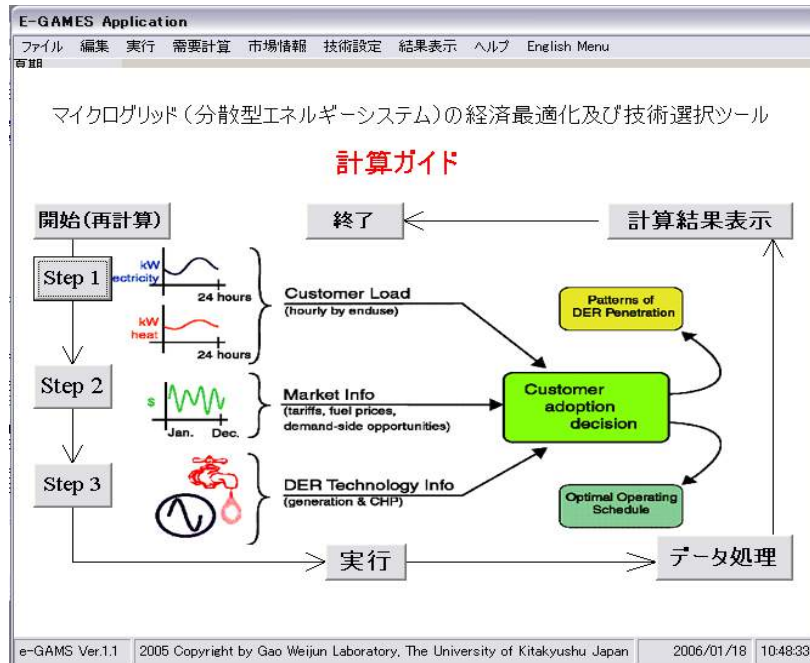 E-GAMES Application
ファイル 編集 実行 需要計算 市場情報 技術設定 結果表示 ヘルプ English Menu
マイクログリッド(分散型エネルギーシステム)の経済最適化及び技術選択ツール
計算ガイド
開始(再計算)
終了
計算結果表示
Step 1
kW
ectricity
24 hours
kW
heat
24 hours
Customer Load
(hourly by enduse)
Patterns of
DER Penetration
Step 2
$
Jan. Dec.
Market Info
(tariffs, fuel prices,
demand-side opportunities)
Customer
adoption
decision
Step 3
DER Technology Info
(generation & CHP)
Optimal Operating
Schedule
実行
データ処理
e-GAMS Ver.1.1 2005 Copyright by Gao Weijun Laboratory, The University of Kitakyushu Japan 2006/01/18 10:48:33